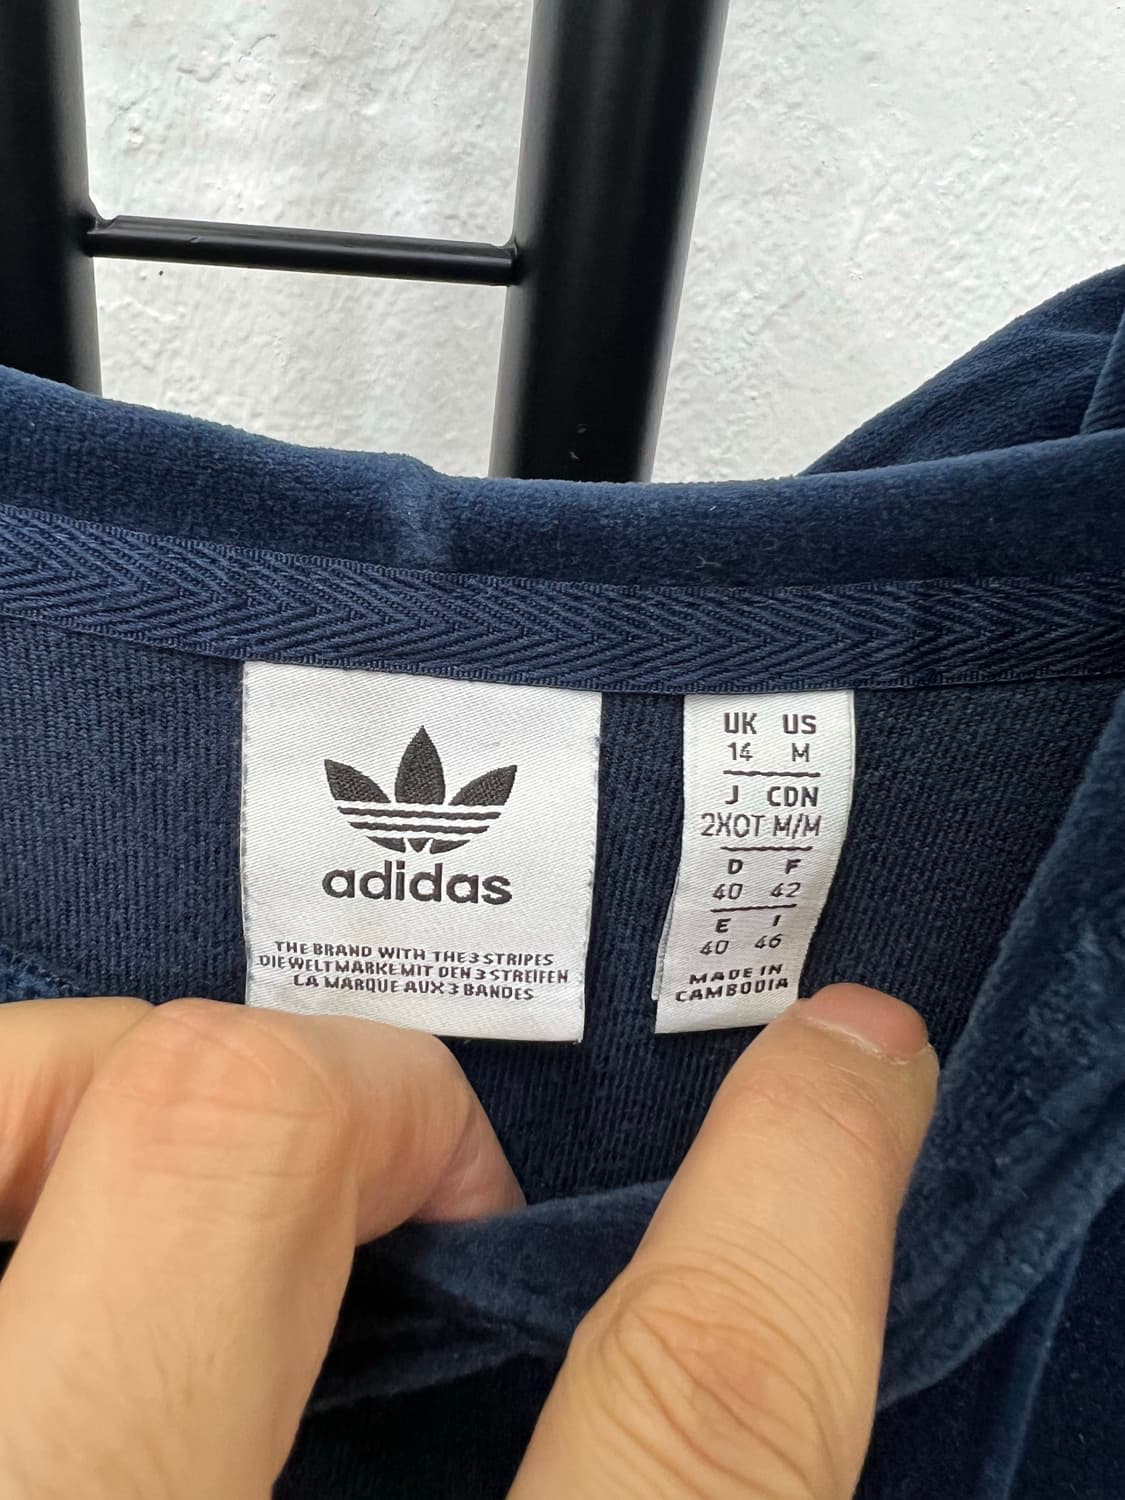 adidas
THE BRAND WITH THE 3 STRIPES
DIE WELTMARKE MIT DEN 3 STREIFEN
LA MARQUE AUX 3 BANDES
UK US
14 M
J CDN
2XOT M/M
D F
40 42
E I
40 46
MADE IN
CAMBODIA